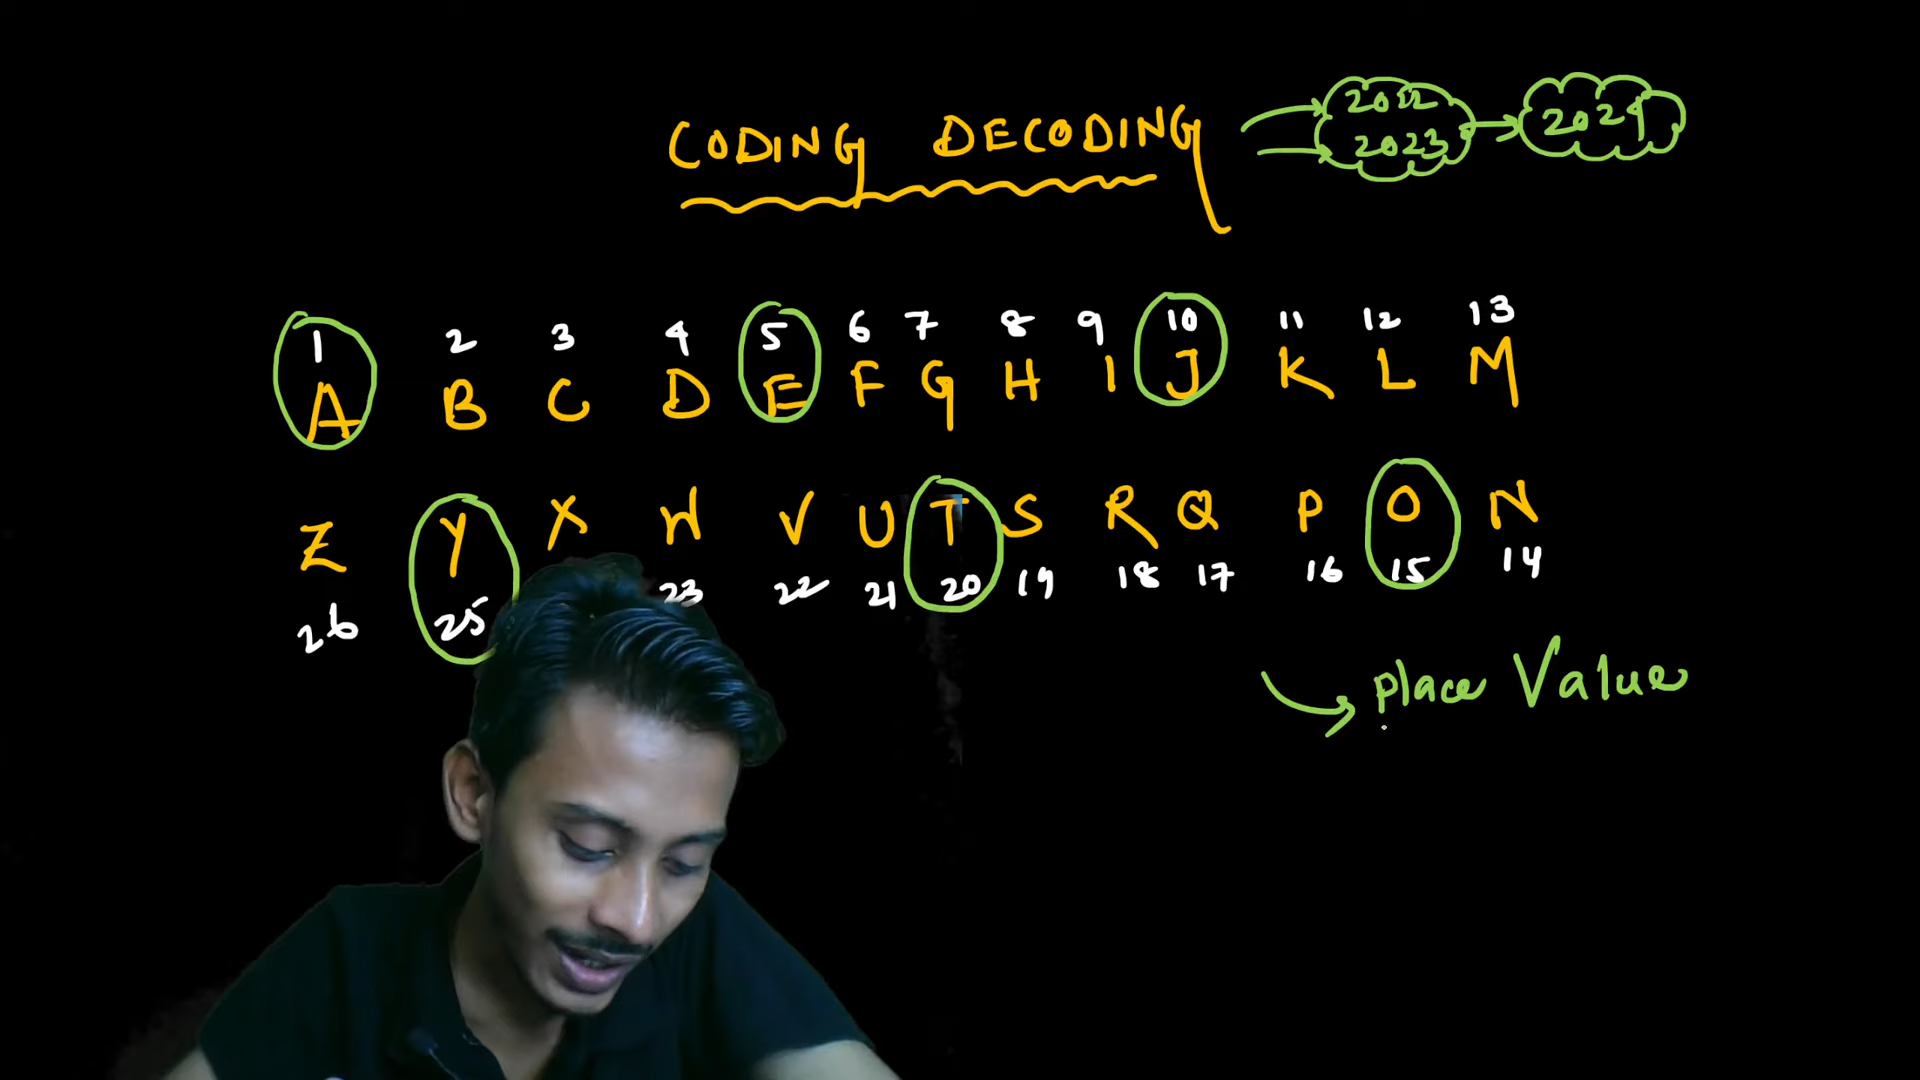 CODING DECODING
2022
2023
2024
1 2 3 4 5 6 7 8 9 10 11 12 13
A B C D E F G H I J K L M
Z Y X W V U T S R Q P O N
26 25 23 22 21 20 19 18 17 16 15 14
Place Value